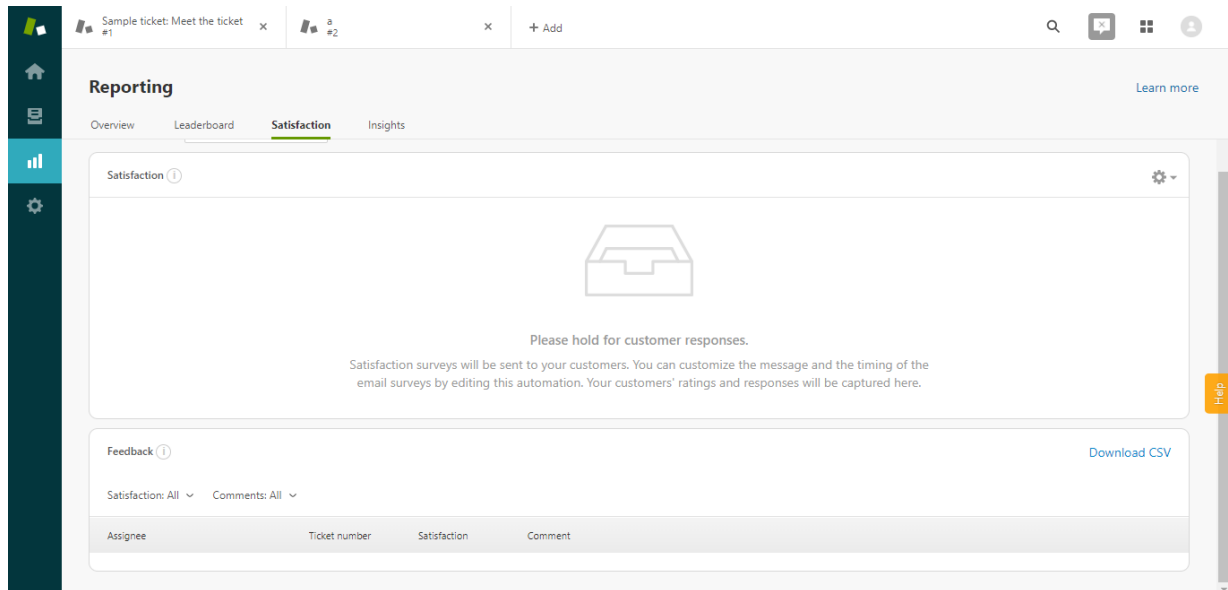 Sample ticket: Meet the ticket
#1
a
#2
+ Add
Reporting
Learn more
Overview
Leaderboard
Satisfaction
Insights
Satisfaction
Please hold for customer responses.
Satisfaction surveys will be sent to your customers. You can customize the message and the timing of the
email surveys by editing this automation. Your customers' ratings and responses will be captured here.
Help
Feedback
Download CSV
Satisfaction: All
Comments: All
Assignee
Ticket number
Satisfaction
Comment